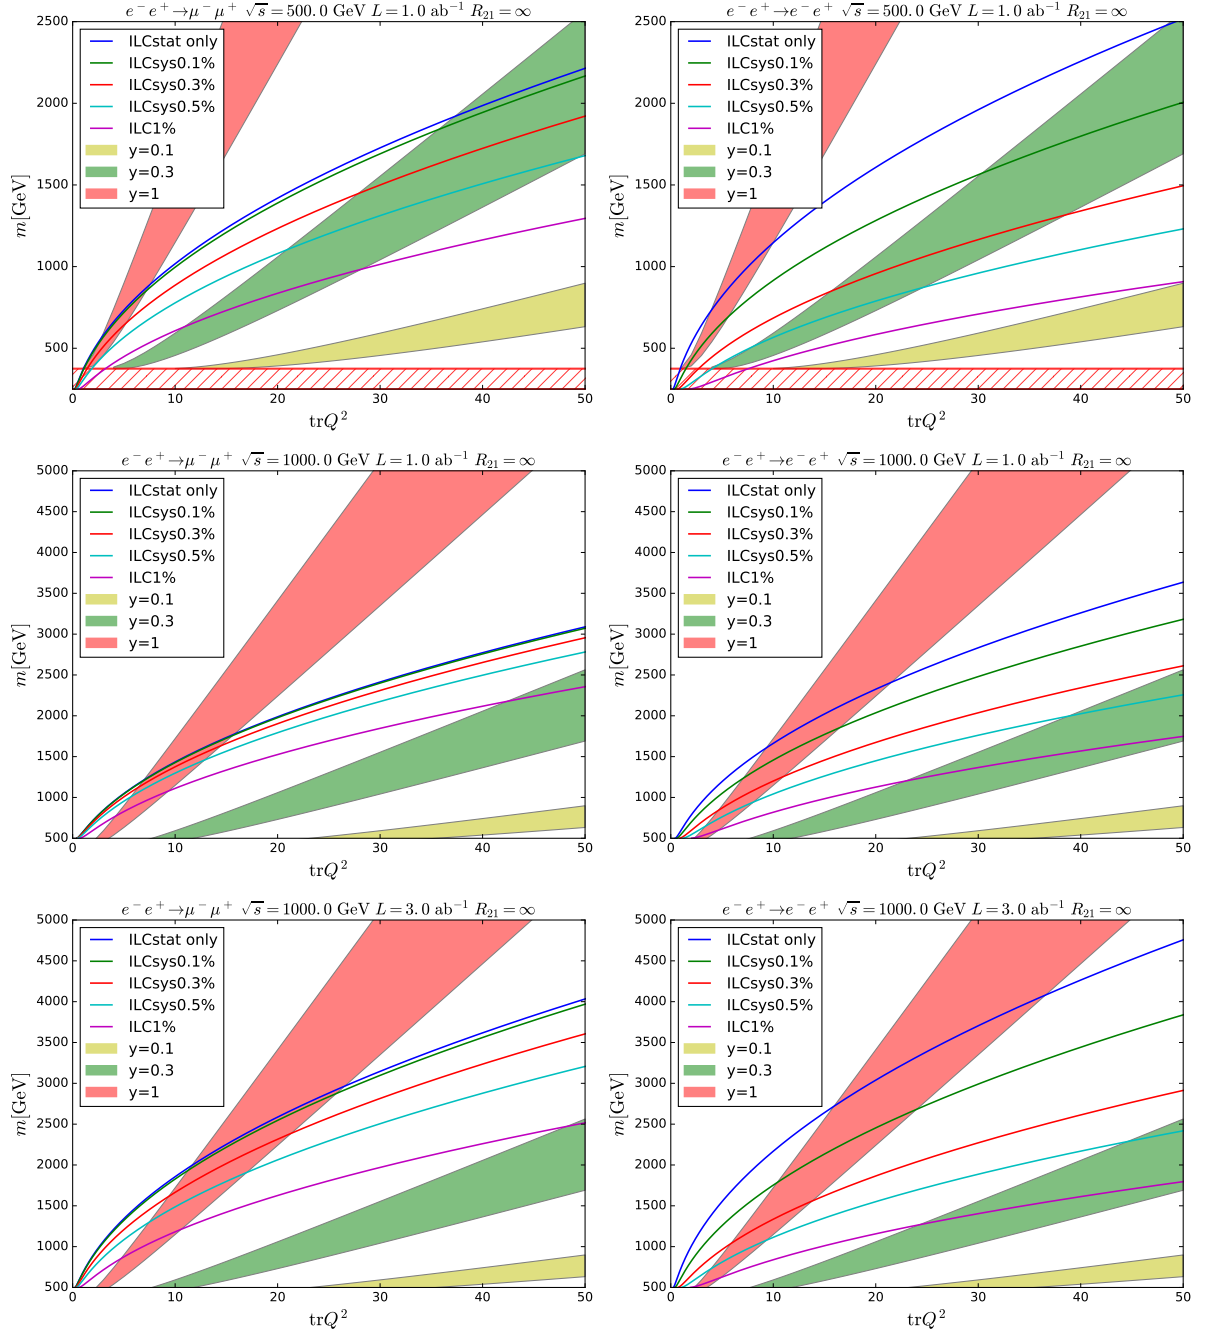 e⁻e⁺→μ⁻μ⁺ √s=500.0 GeV L=1.0 ab⁻¹ R₂₁=∞
2500
2000
1500
1000
500
m[GeV]
ILCstat only
ILCsys0.1%
ILCsys0.3%
ILCsys0.5%
ILC1%
y=0.1
y=0.3
y=1
0 10 20 30 40 50
trQ²
e⁻e⁺→e⁻e⁺ √s=500.0 GeV L=1.0 ab⁻¹ R₂₁=∞
2500
2000
1500
1000
500
m[GeV]
ILCstat only
ILCsys0.1%
ILCsys0.3%
ILCsys0.5%
ILC1%
y=0.1
y=0.3
y=1
0 10 20 30 40 50
trQ²
e⁻e⁺→μ⁻μ⁺ √s=1000.0 GeV L=1.0 ab⁻¹ R₂₁=∞
5000
4500
4000
3500
3000
2500
2000
1500
1000
500
m[GeV]
ILCstat only
ILCsys0.1%
ILCsys0.3%
ILCsys0.5%
ILC1%
y=0.1
y=0.3
y=1
0 10 20 30 40 50
trQ²
e⁻e⁺→e⁻e⁺ √s=1000.0 GeV L=1.0 ab⁻¹ R₂₁=∞
5000
4500
4000
3500
3000
2500
2000
1500
1000
500
m[GeV]
ILCstat only
ILCsys0.1%
ILCsys0.3%
ILCsys0.5%
ILC1%
y=0.1
y=0.3
y=1
0 10 20 30 40 50
trQ²
e⁻e⁺→μ⁻μ⁺ √s=1000.0 GeV L=3.0 ab⁻¹ R₂₁=∞
5000
4500
4000
3500
3000
2500
2000
1500
1000
500
m[GeV]
ILCstat only
ILCsys0.1%
ILCsys0.3%
ILCsys0.5%
ILC1%
y=0.1
y=0.3
y=1
0 10 20 30 40 50
trQ²
e⁻e⁺→e⁻e⁺ √s=1000.0 GeV L=3.0 ab⁻¹ R₂₁=∞
5000
4500
4000
3500
3000
2500
2000
1500
1000
500
m[GeV]
ILCstat only
ILCsys0.1%
ILCsys0.3%
ILCsys0.5%
ILC1%
y=0.1
y=0.3
y=1
0 10 20 30 40 50
trQ²